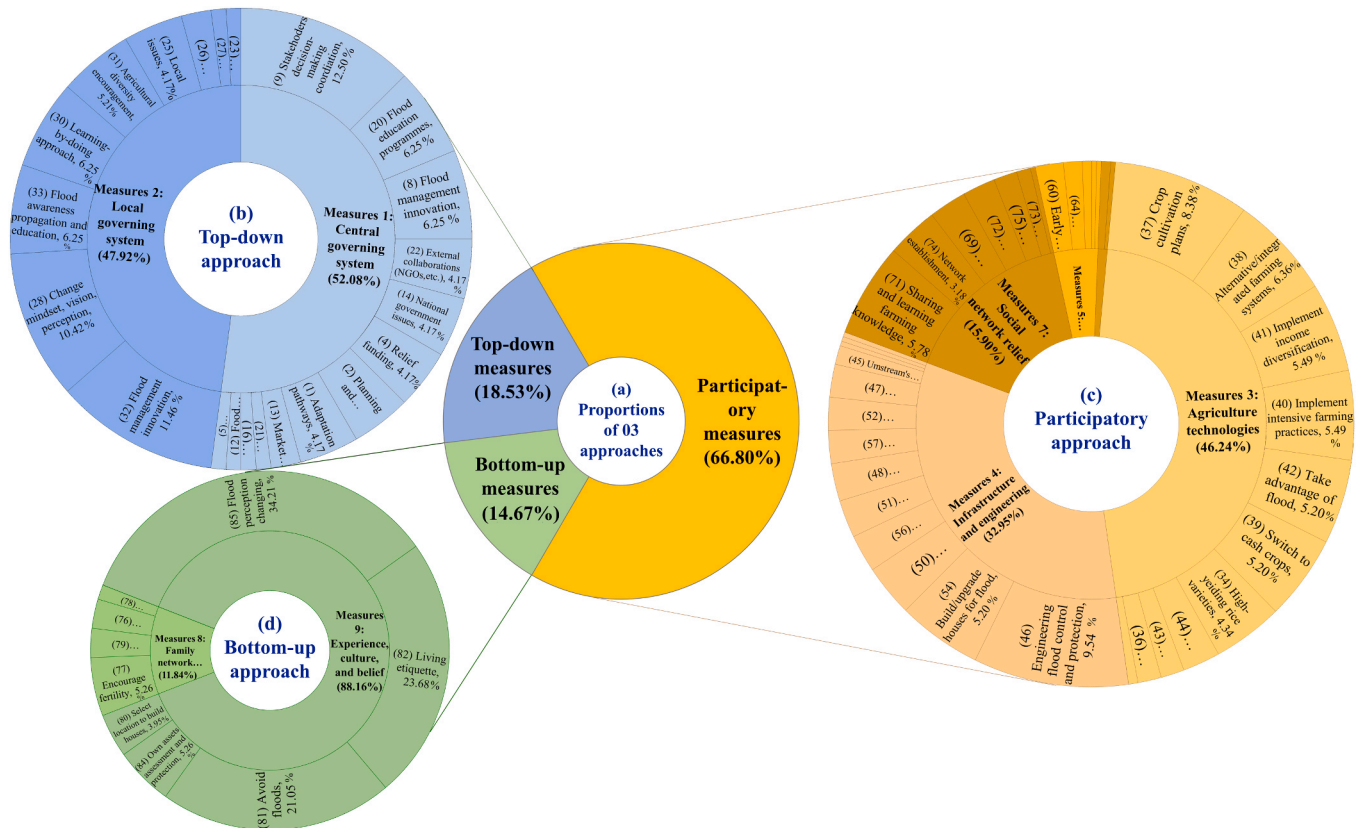 (a)
Proportions
of 03
approaches
Top-down
measures
(18.53%)
Participat-
ory
measures
(66.80%)
Bottom-up
measures
(14.67%)
(b)
Top-down
approach
Measures 1:
Central
governing
system
(52.08%)
Measures 2:
Local
governing
system
(47.92%)
(9) Stakehoders
decision-
making
coordiation,
12.50 %
(20) Flood
education
programmes,
6.25 %
(8) Flood
management
innovation,
6.25 %
(22) External
collaborations
(NGOs,etc.), 4.17
%
(14) National
government
issues, 4.17%
(4) Relief
funding, 4.17%
(2) Planning
and…
(1) Adaptation
pathways, 4.17
%
(13) Market…
(21)…
(16)…
(12) Food…
(5)…
(32) Flood
management
innovation,
11.46 %
(28) Change
mindset, vision,
perception,
10.42%
(33) Flood
awareness
propagation and
education, 6.25
%
(30) Learning-
by-doing
approach, 6.25
%
(31) Agricultural
diversity
encouragement,
5.21%
(25) Local
issues, 4.17%
(26)…
(27)…
(23)…
(c)
Participatory
approach
Measures 3:
Agriculture
technologies
(46.24%)
Measures 4:
Infrastructure
and engineering
(32.95%)
Measures 7:
Social
network relief
(15.90%)
Measures 5:…
(37) Crop
cultivation
plans, 8.38%
(38)
Alternative/integr
ated farming
systems, 6.36%
(41) Implement
income
diversification,
5.49 %
(40) Implement
intensive farming
practices, 5.49
%
(42) Take
advantage of
flood, 5.20%
(39) Switch to
cash crops,
5.20%
(34) High-
yeiding rice
varieties, 4.34
%
(44)…
(43)…
(36)…
(46)
Engineering
flood control
and protection,
9.54 %
(54)
Build/upgrade
houses for flood,
5.20 %
(50)…
(56)…
(51)…
(48)…
(57)…
(52)…
(47)…
(45) Umstream's…
(71) Sharing
and learning
farming
knowledge, 5.78
%
(74) Network
establishment, 3.18
%
(69)…
(72)…
(75)…
(73)…
(60) Early…
(64)…
(d)
Bottom-up
approach
Measures 8:
Family
network…
(11.84%)
Measures
9:
Experience,
culture,
and belief
(88.16%)
(85) Flood
perception
changing,
34.21 %
(82) Living
etiquette,
23.68%
(81) Avoid
floods,
21.05 %
(84) Own assets
assessment and
protection, 5.26
%
(80) Select
location to build
houses, 3.95%
(77)
Encourage
fertility, 5.26
%
(79)…
(76)…
(78)…